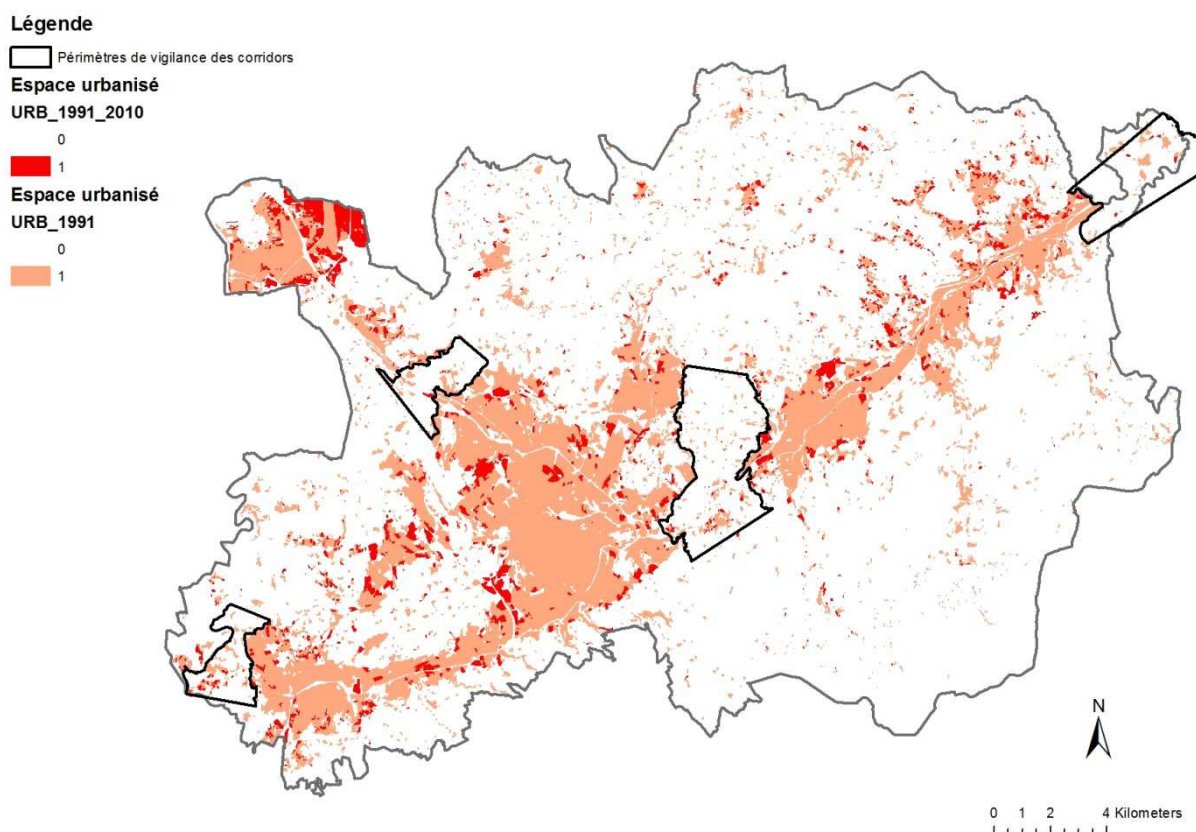 Légende
Périmètres de vigilance des corridors
Espace urbanisé
URB_1991_2010
0
1
Espace urbanisé
URB_1991
0
1
N
0 1 2 4 Kilometers